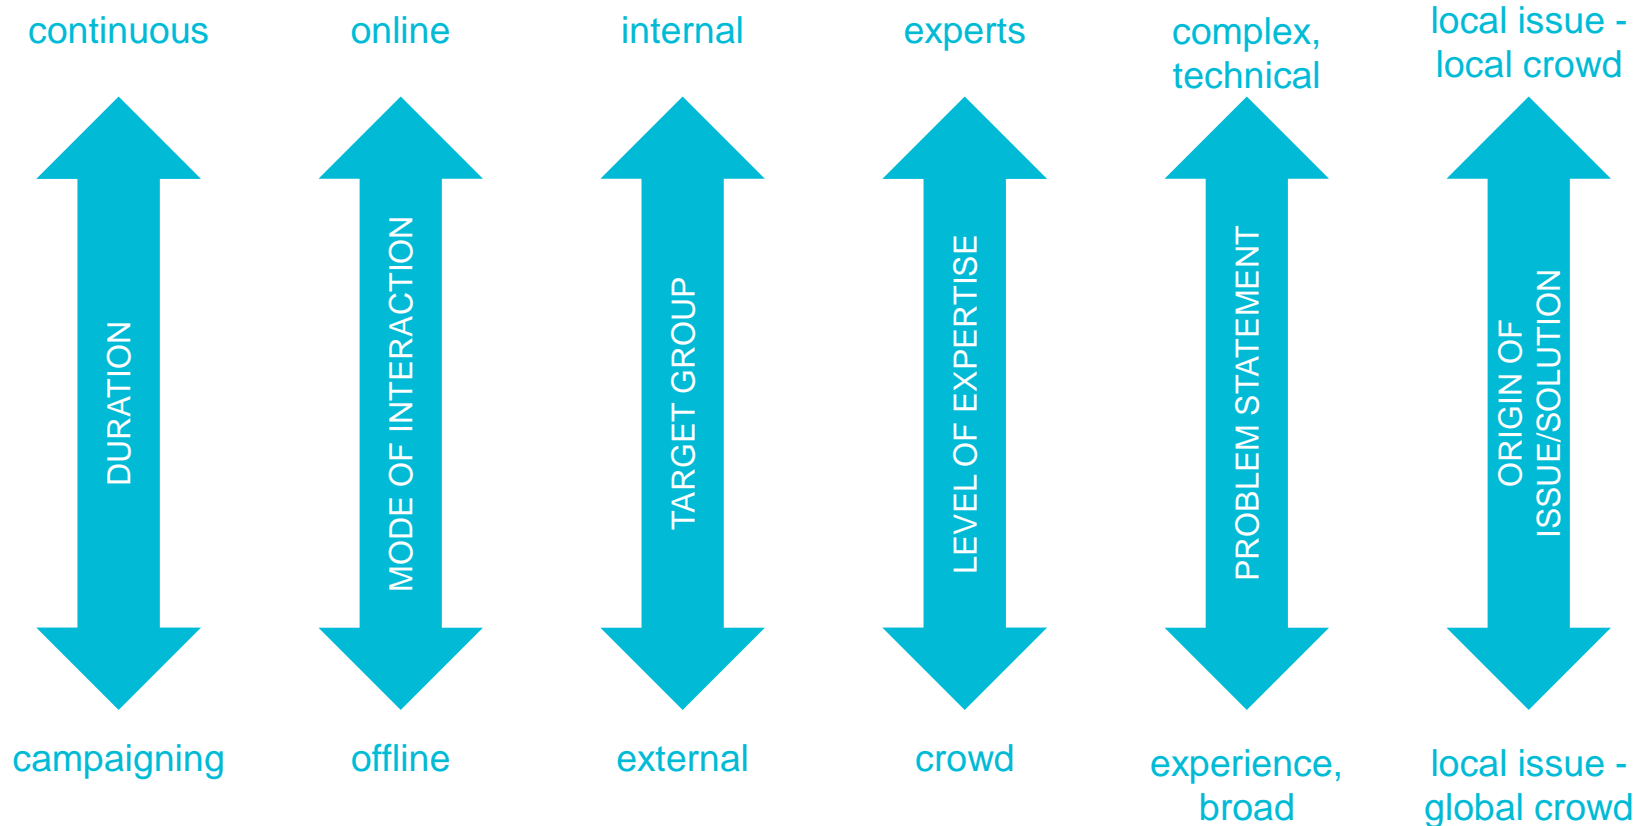 continuous
online
internal
experts
complex,
technical
local issue -
local crowd
DURATION
MODE OF INTERACTION
TARGET GROUP
LEVEL OF EXPERTISE
PROBLEM STATEMENT
ORIGIN OF
ISSUE/SOLUTION
campaigning
offline
external
crowd
experience,
broad
local issue -
global crowd